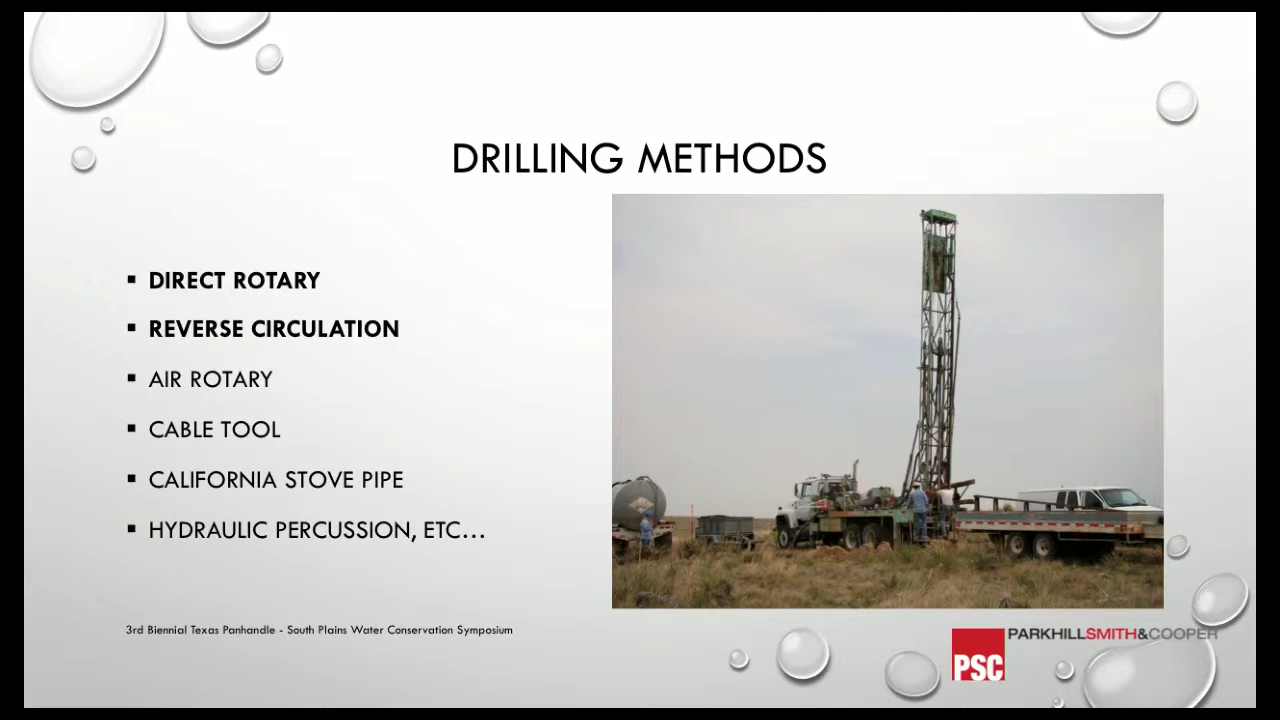 DRILLING METHODS
DIRECT ROTARY
REVERSE CIRCULATION
AIR ROTARY
CABLE TOOL
CALIFORNIA STOVE PIPE
HYDRAULIC PERCUSSION, ETC…
3rd Biennial Texas Panhandle - South Plains Water Conservation Symposium
PARKHILLSMITH&COOPER
PSC